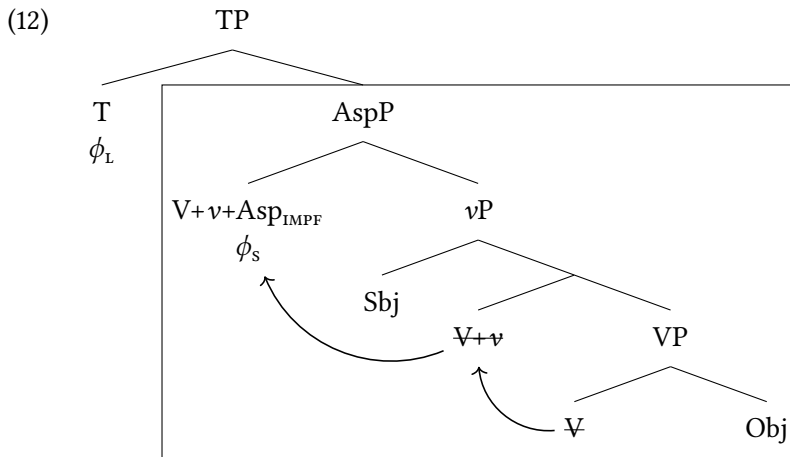 (12) TP
T AspP
ϕL
V+v+AspIMPF vP
ϕS
Sbj
V+v VP
V Obj